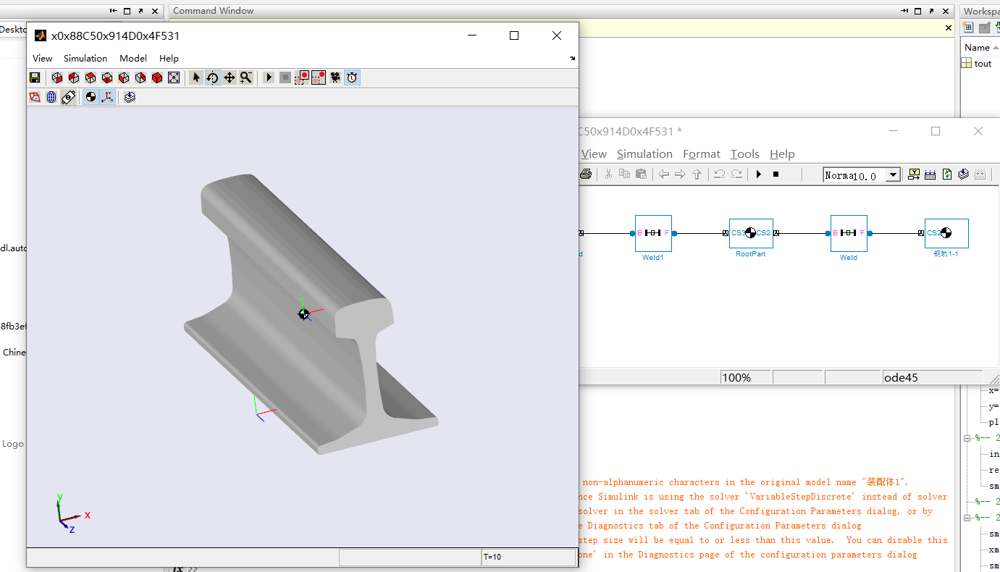 Command Window
Workspa
Deskto
x0x88C50x914D0x4F531
View Simulation Model Help
Name
tout
C50x914D0x4F531 *
View Simulation Format Tools Help
Norma10.0
B F
CS3 CS2
B F
CS2
d
Weld1
RootPart
Weld
钢轨1-1
dl.auto
8fb3ef
Chine
Logo
100%
ode45
x=
y=
pl
%-- 2
in
re
sm
%-- 2
%-- 2
sm
xm
sm
non-alphanumeric characters in the original model name "装配体1".
nce Simulink is using the solver 'VariableStepDiscrete' instead of solver
solver in the solver tab of the Configuration Parameters dialog, or by
e Diagnostics tab of the Configuration Parameters dialog
step size will be equal to or less than this value.  You can disable this
one' in the Diagnostics page of the configuration parameters dialog
y
x
z
T=10
fx >>